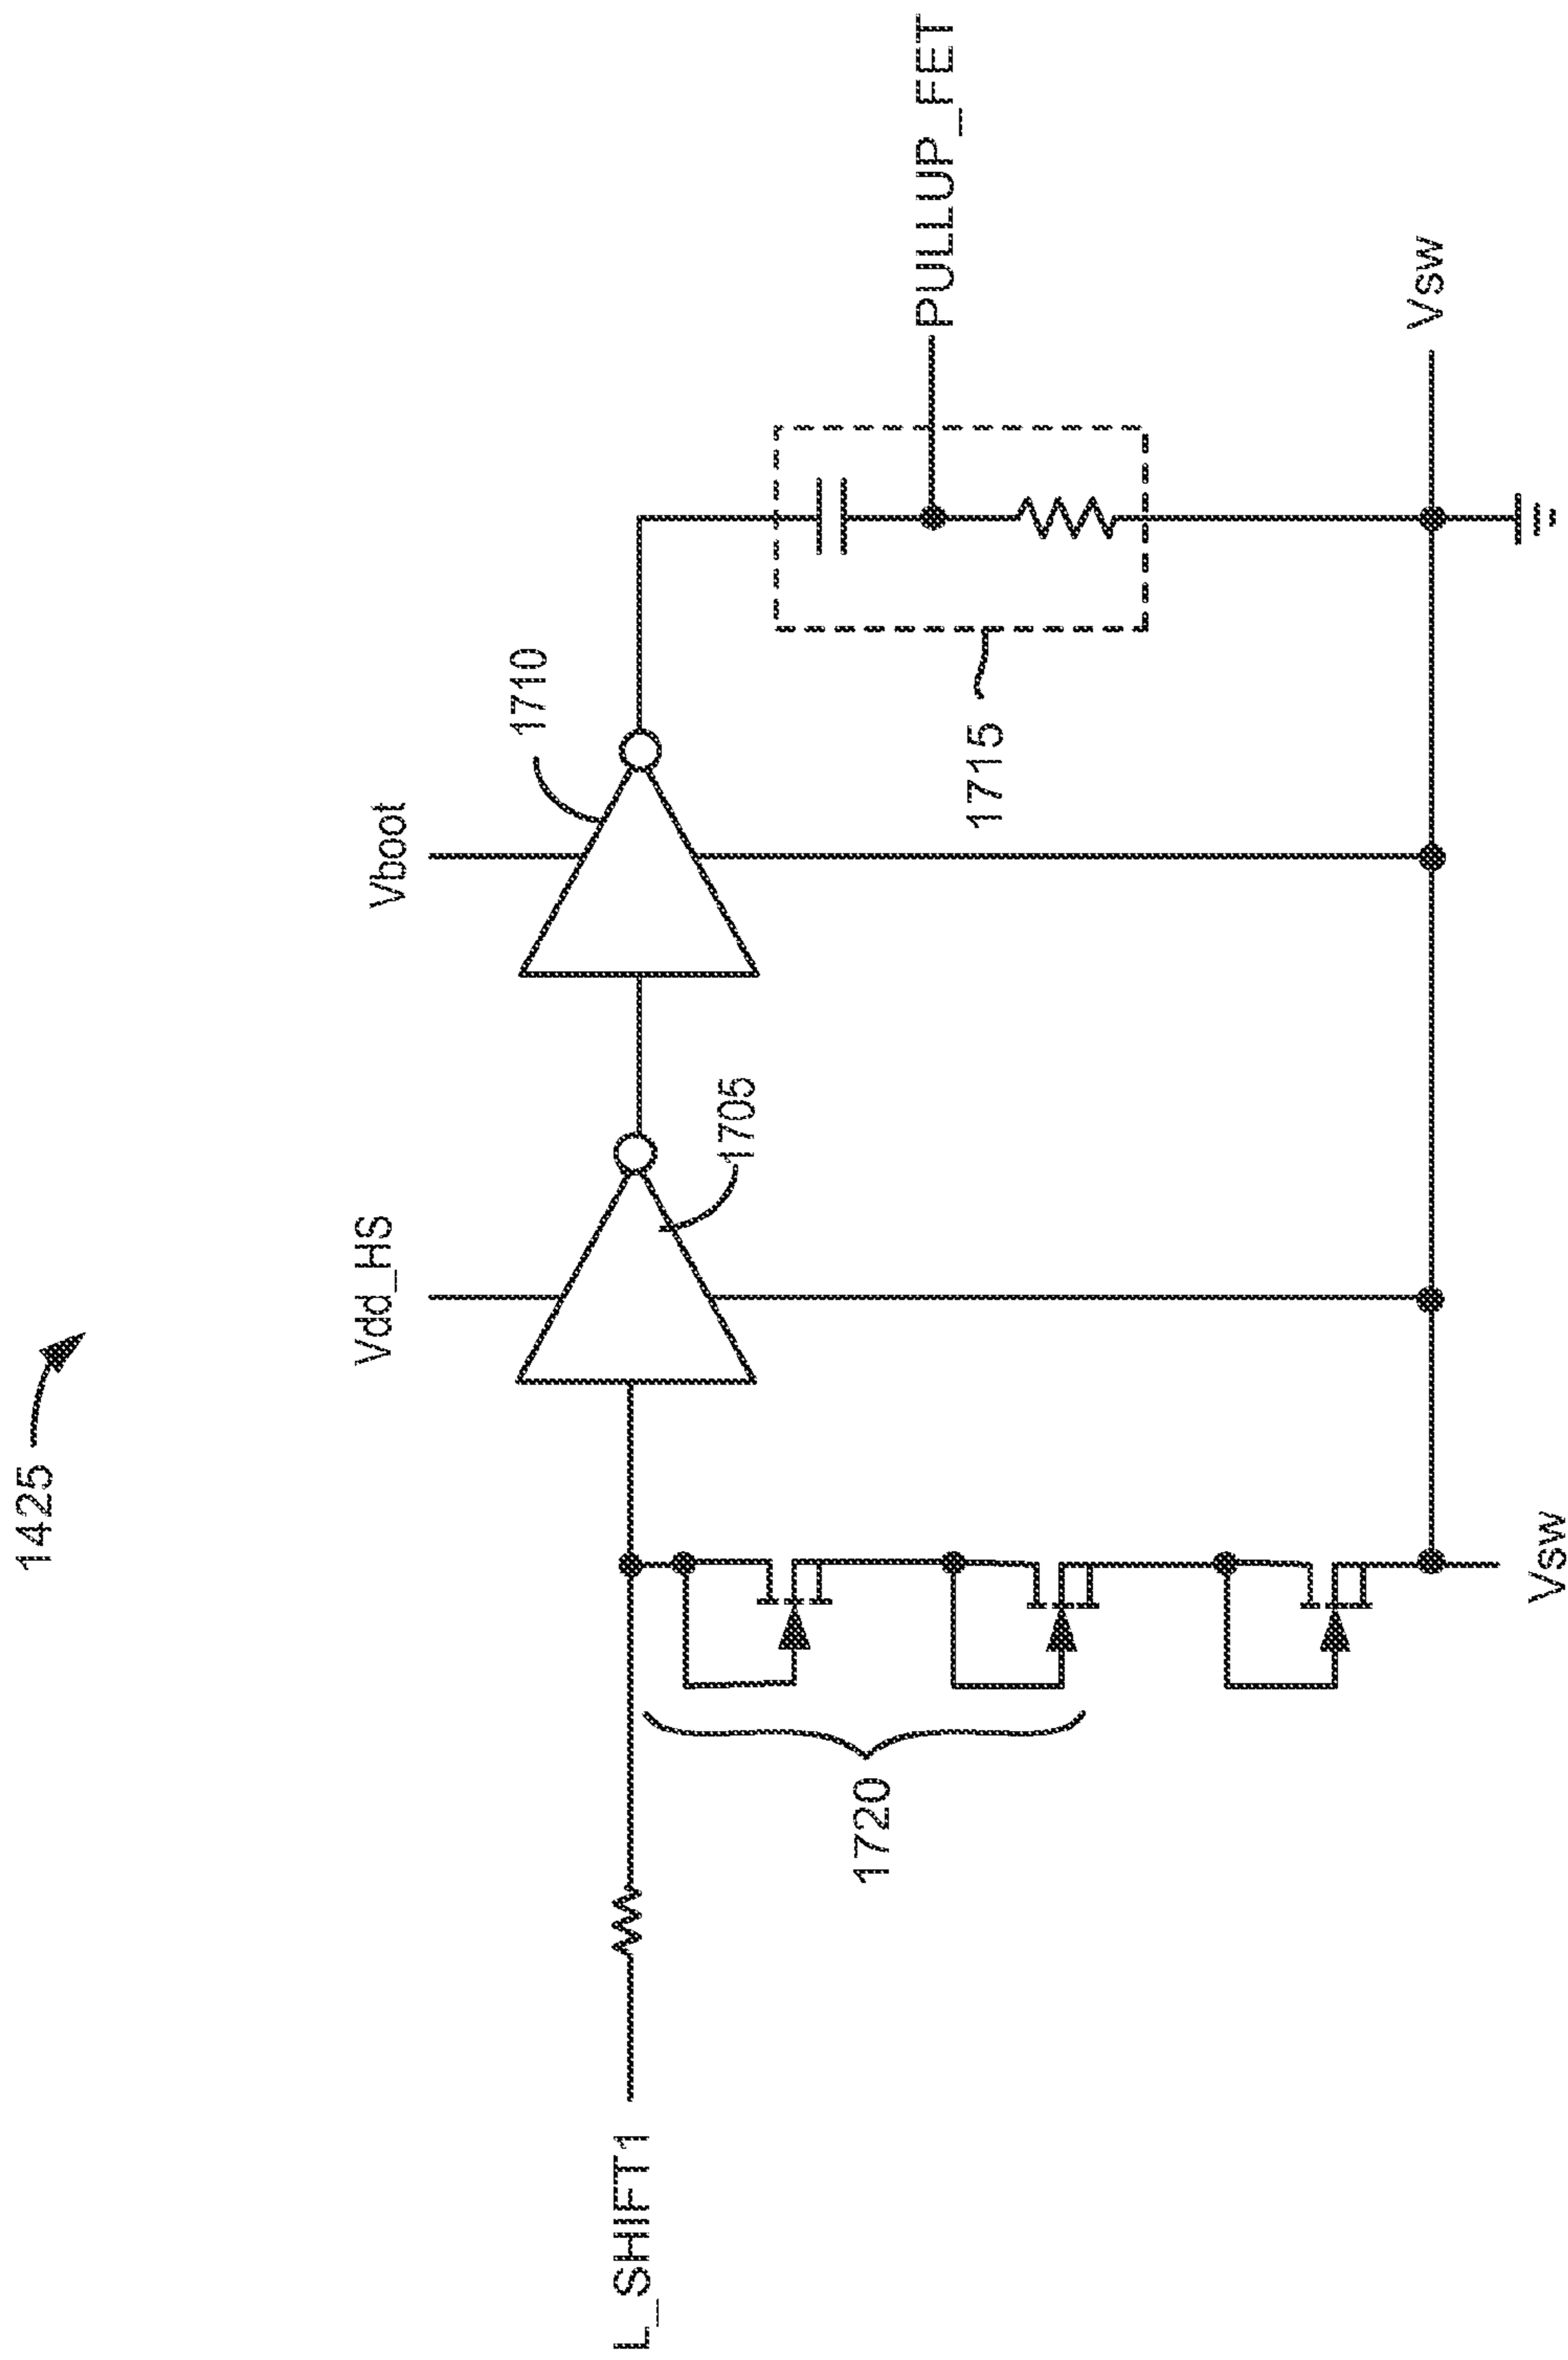 1425
Vdd_HS
Vboot
1710
1705
L_SHIFT1
1720
1715
PULLUP_FET
Vsw
Vsw